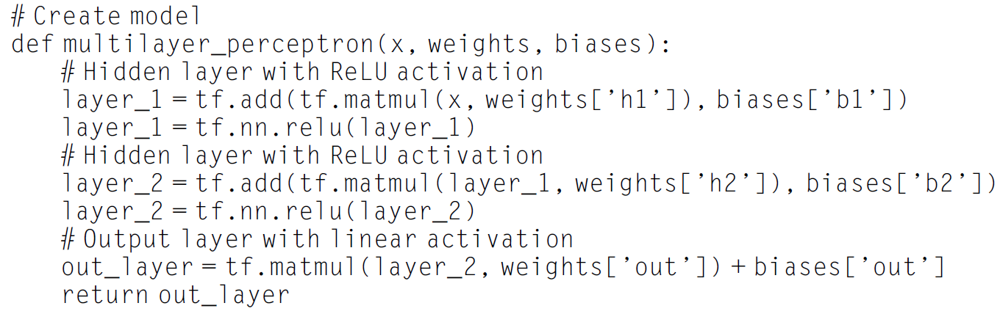 # Create model
def multilayer_perceptron(x, weights, biases):
    # Hidden layer with ReLU activation
    layer_1 = tf.add(tf.matmul(x, weights[’h1’]), biases[’b1’])
    layer_1 = tf.nn.relu(layer_1)
    # Hidden layer with ReLU activation
    layer_2 = tf.add(tf.matmul(layer_1, weights[’h2’]), biases[’b2’])
    layer_2 = tf.nn.relu(layer_2)
    # Output layer with linear activation
    out_layer = tf.matmul(layer_2, weights[’out’]) + biases[’out’]
    return out_layer